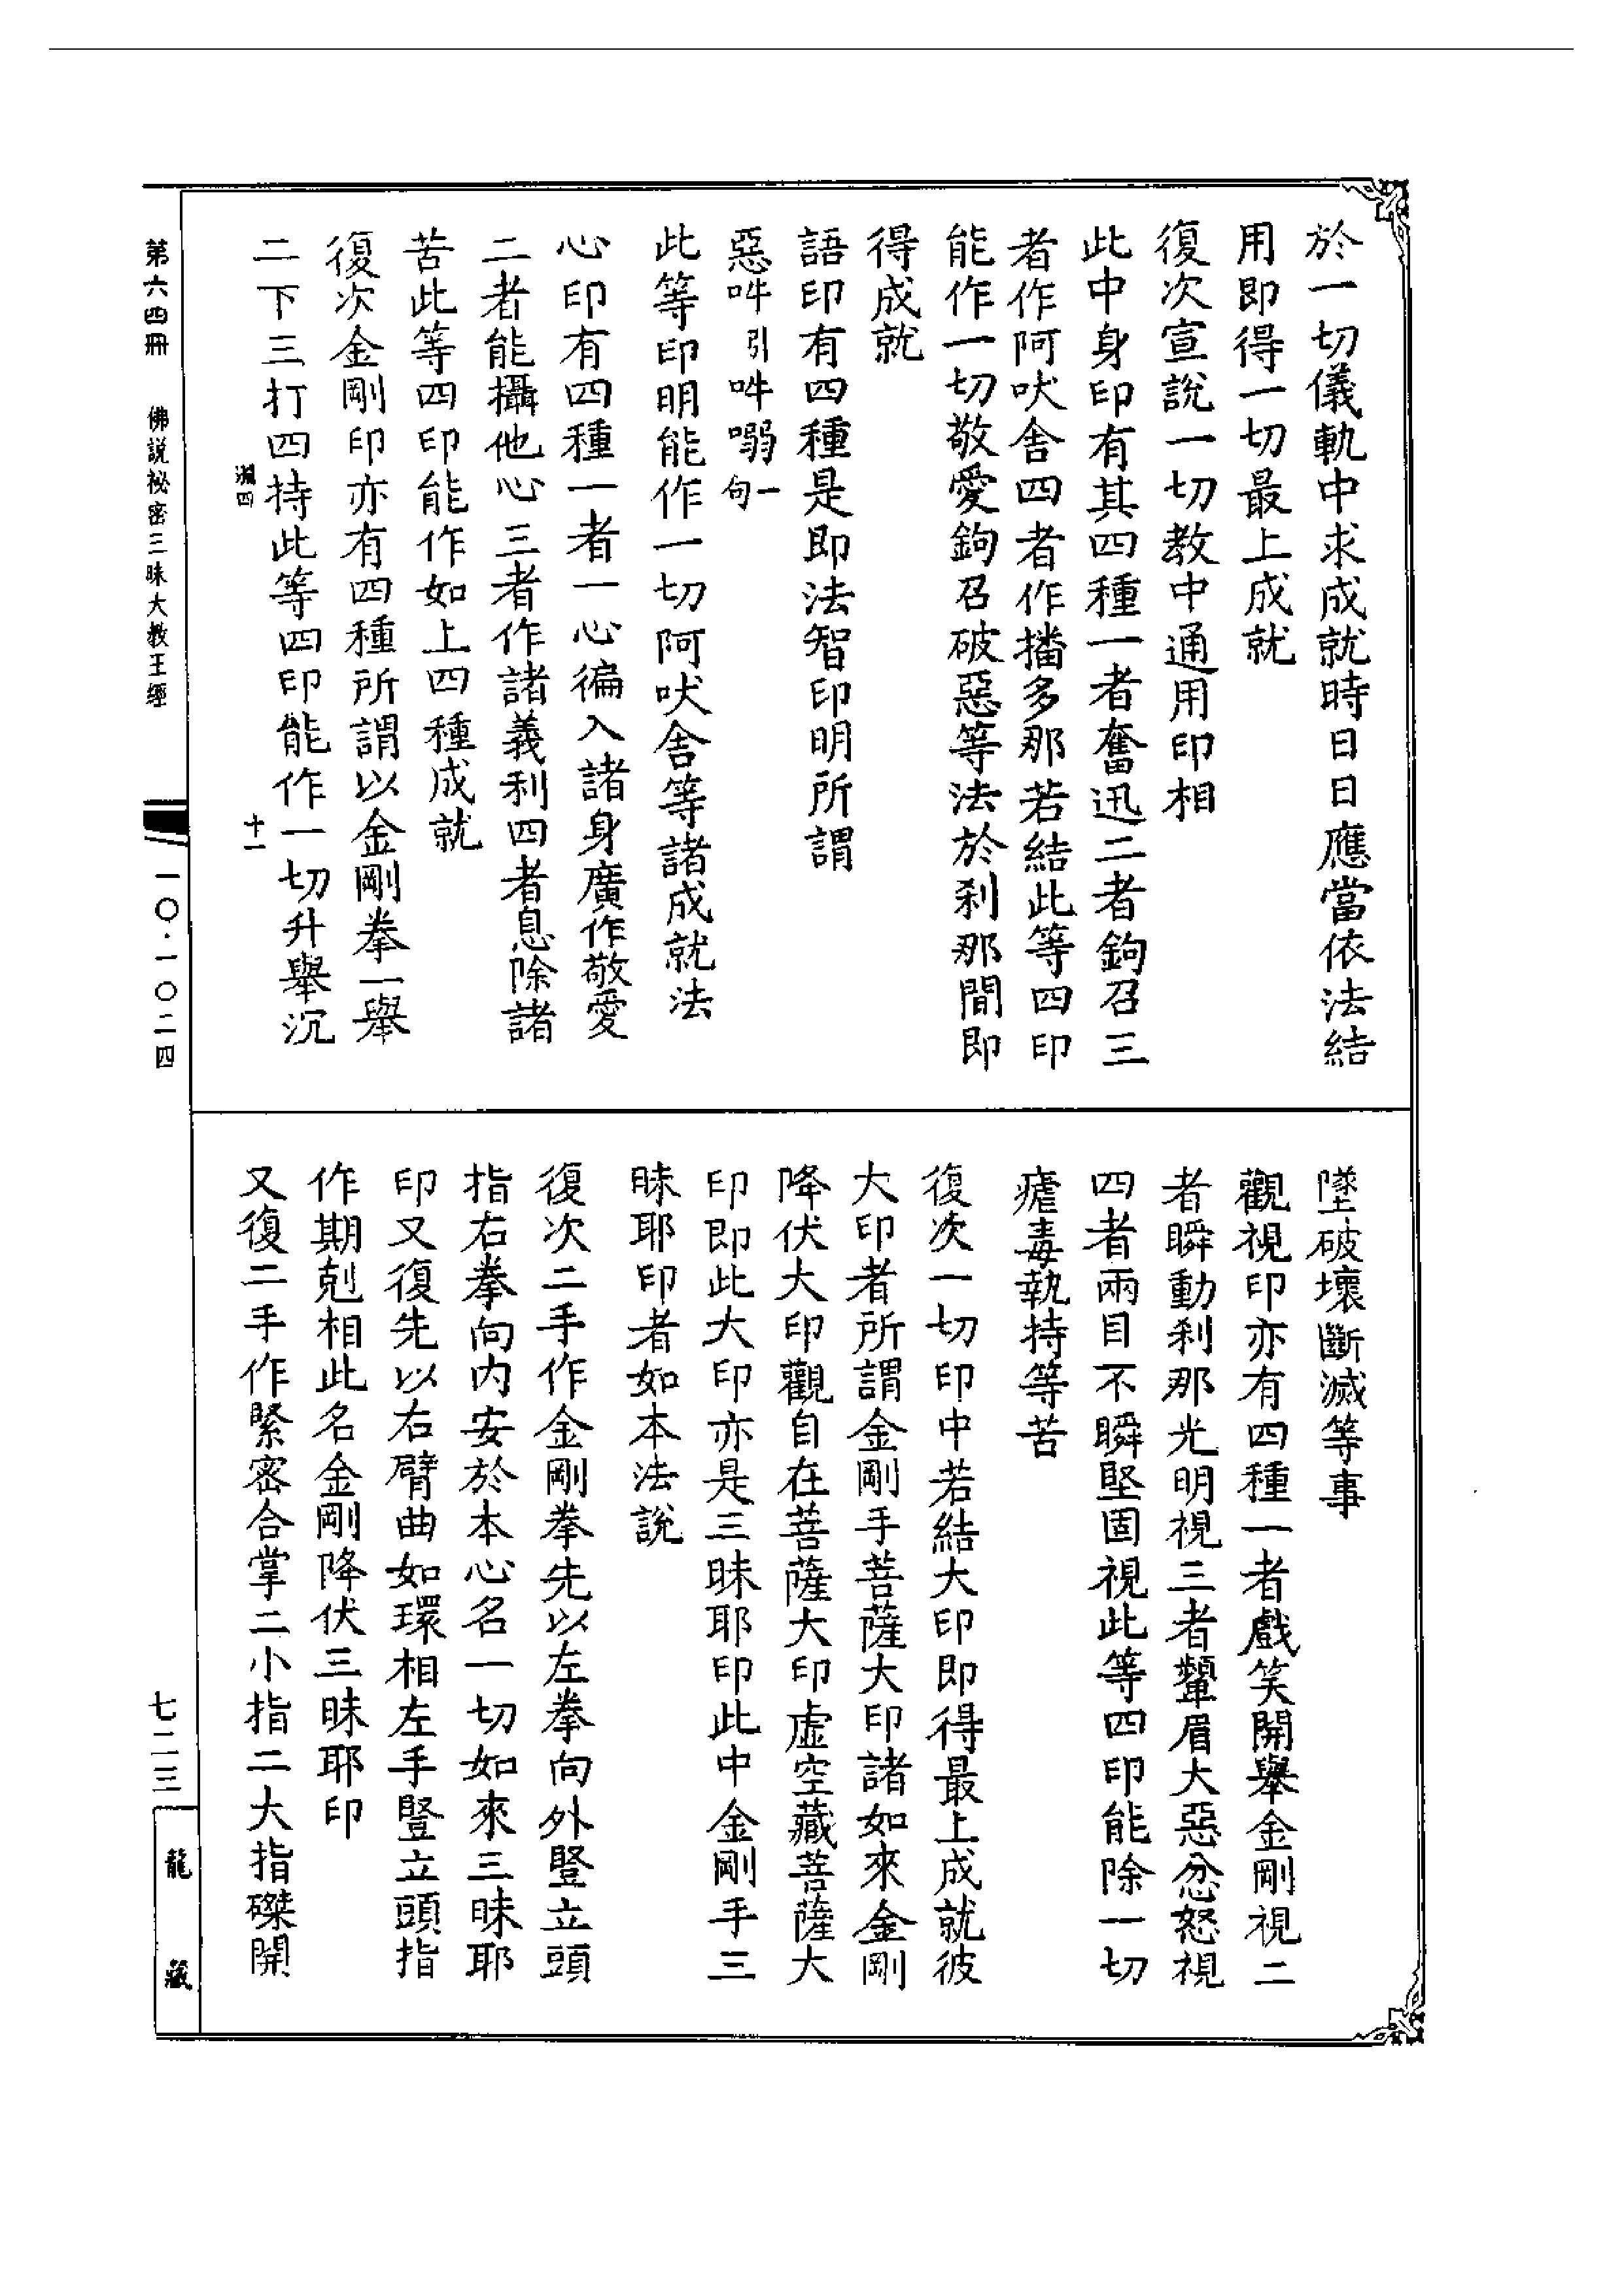 於一切儀軌中求成就時日日應當依法結
用即得一切最上成就
復次宣說一切教中通用印相
此中身印有其四種一者奮迅二者鉤召三
者作阿吠舍四者作播多那若結此等四印
能作一切敬愛鉤召破惡等法於刹那間即
得成就
語印有四種是即法智印明所謂
惡吽引吽嗍句一
此等印明能作一切阿吠舍等諸成就法
心印有四種一者一心徧入諸身廣作敬愛
二者能攝他心三者作諸義利四者息除諸
苦此等四印能作如上四種成就
復次金剛印亦有四種所謂以金剛拳一舉
二下三打四持此等四印能作一切升舉沉
十一
墜破壞斷滅等事
觀視印亦有四種一者戲笑開舉金剛視二
者瞬動刹那光明視三者顰眉大惡忿怒視
四者兩目不瞬堅固視此等四印能除一切
瘧毒執持等苦
復次一切印中若結大印即得最上成就彼
大印者所謂金剛手菩薩大印諸如來金剛
降伏大印觀自在菩薩大印虛空藏菩薩大
印即此大印亦是三昧耶印此中金剛手三
昧耶印者如本法說
復次二手作金剛拳先以左拳向外豎立頭
指右拳向內安於本心名一切如來三昧耶
印又復先以右臂曲如環相左手豎立頭指
作期剋相此名金剛降伏三昧耶印
又復二手作緊密合掌二小指二大指磔開
第六四冊 佛說祕密三昧大教王經
一〇·一〇二四
七二三
龍藏